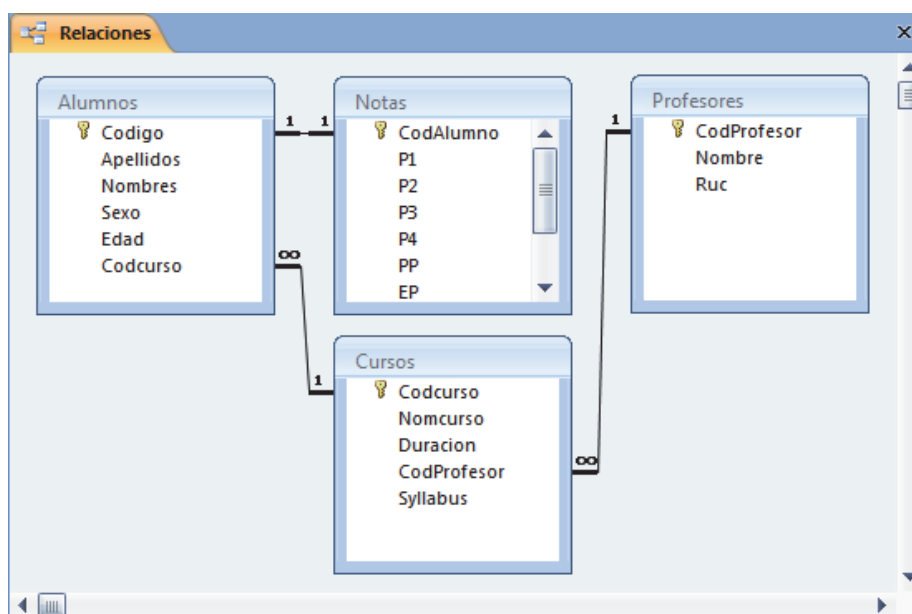 Relaciones
Alumnos
Codigo
Apellidos
Nombres
Sexo
Edad
Codcurso
1
1
Notas
CodAlumno
P1
P2
P3
P4
PP
EP
Profesores
CodProfesor
Nombre
Ruc
1
∞
1
Cursos
Codcurso
Nomcurso
Duracion
CodProfesor
Syllabus
∞